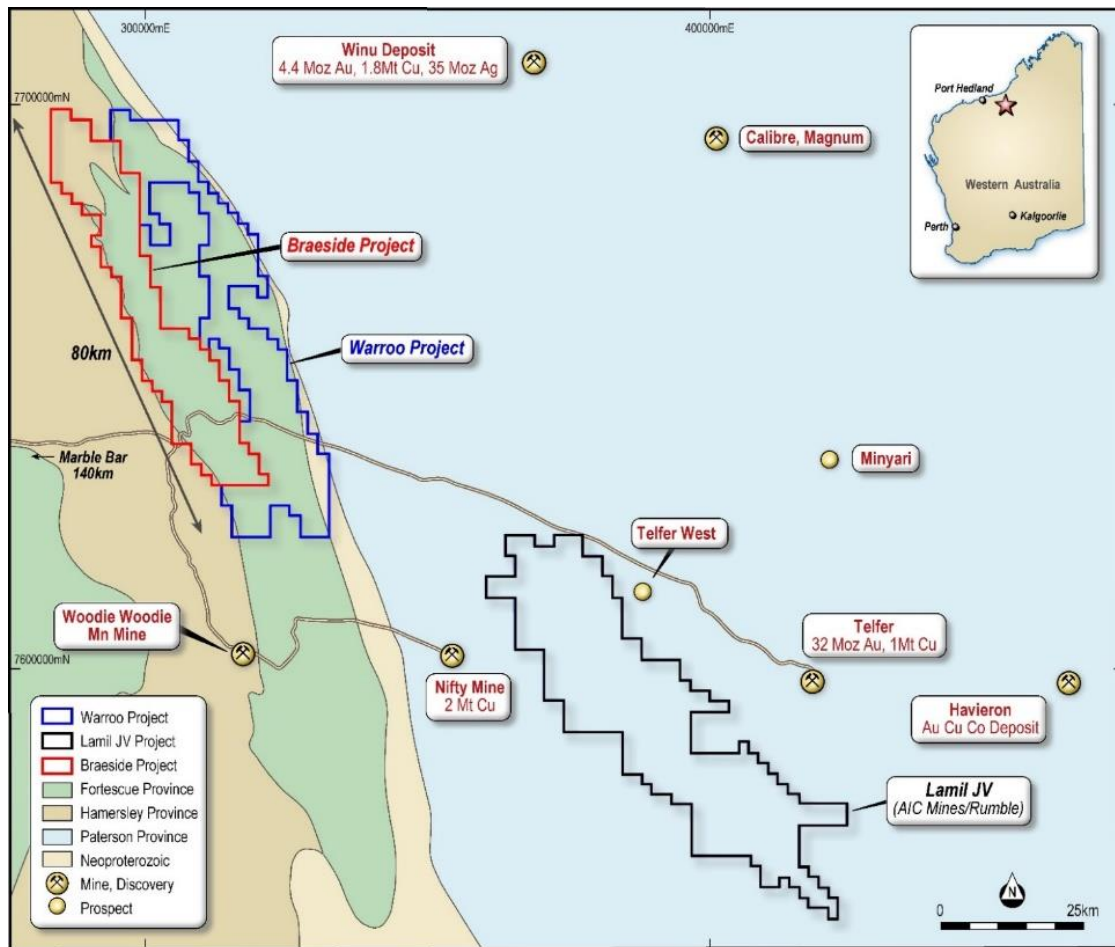 300000mE
400000mE
7700000mN
Winu Deposit
4.4 Moz Au, 1.8Mt Cu, 35 Moz Ag
Calibre, Magnum
Port Hedland
Western Australia
Kalgoorlie
Perth
Braeside Project
Warroo Project
80km
Marble Bar
140km
Minyari
Telfer West
Woodie Woodie
Mn Mine
Telfer
32 Moz Au, 1Mt Cu
7600000mN
Nifty Mine
2 Mt Cu
Havieron
Au Cu Co Deposit
Lamil JV
(AIC Mines/Rumble)
Warroo Project
Lamil JV Project
Braeside Project
Fortescue Province
Hamersley Province
Paterson Province
Neoproterozoic
Mine, Discovery
Prospect
N
0
25km